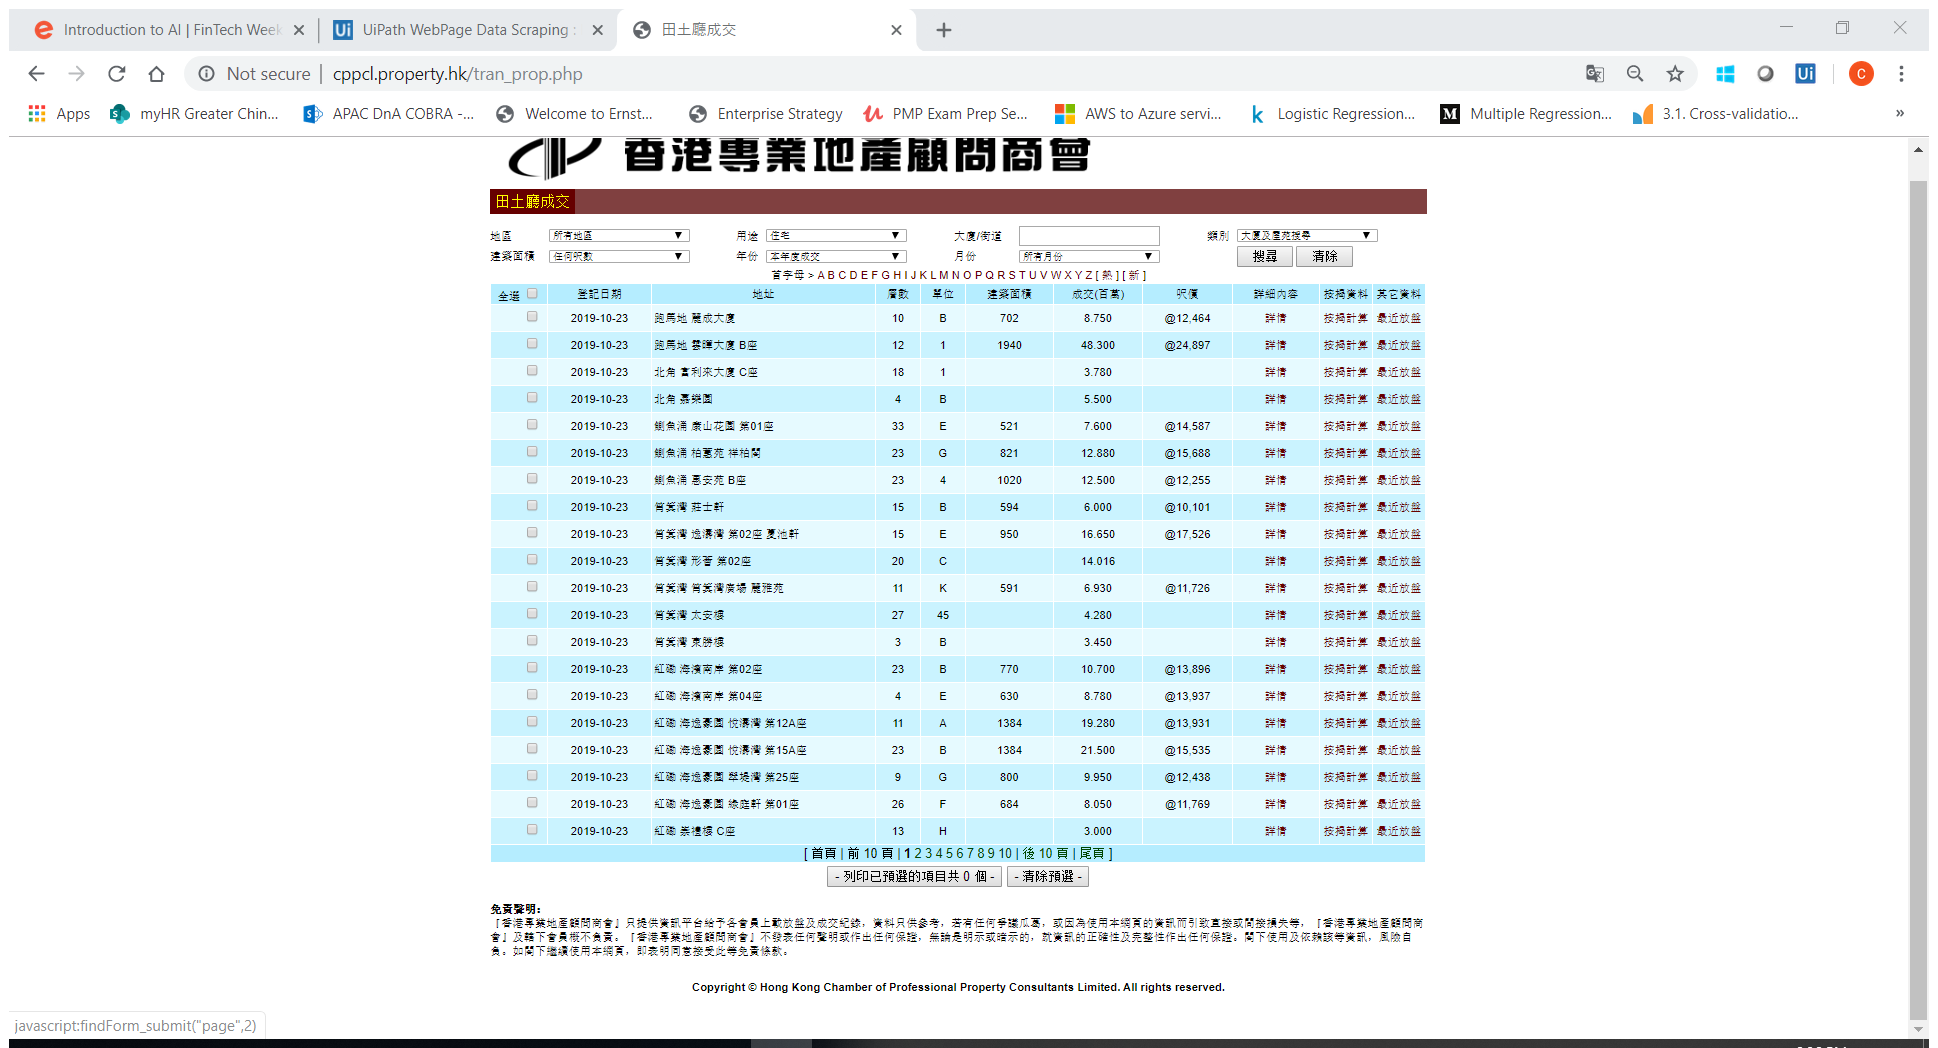 Introduction to AI | FinTech Week
UiPath WebPage Data Scraping :
田土廳成交
Not secure | cppcl.property.hk/tran_prop.php
Apps myHR Greater Chin... APAC DnA COBRA -... Welcome to Ernst... Enterprise Strategy PMP Exam Prep Se... AWS to Azure servi... Logistic Regression... Multiple Regression... 3.1. Cross-validatio... »
香港專業地產顧問商會
田土廳成交
地區 所有地區 用途 住宅 大廈/街道 類別 大廈及屋苑搜尋
建築面積 任何呎數 年份 本年度成交 月份 所有月份 搜尋 清除
首字母 > A B C D E F G H I J K L M N O P Q R S T U V W X Y Z [ 熱 ] [ 新 ]
全選 登記日期 地址 層數 單位 建築面積 成交(百萬) 呎價 詳細內容 按揭資料 其它資料
2019-10-23 跑馬地 麗成大廈 10 B 702 8.750 @12,464 詳情 按揭計算 最近放盤
2019-10-23 跑馬地 雲暉大廈 B座 12 1 1940 48.300 @24,897 詳情 按揭計算 最近放盤
2019-10-23 北角 富利來大廈 C座 18 1 3.780 詳情 按揭計算 最近放盤
2019-10-23 北角 嘉樂園 4 B 5.500 詳情 按揭計算 最近放盤
2019-10-23 鰂魚涌 康山花園 第01座 33 E 521 7.600 @14,587 詳情 按揭計算 最近放盤
2019-10-23 鰂魚涌 柏蕙苑 祥柏閣 23 G 821 12.880 @15,688 詳情 按揭計算 最近放盤
2019-10-23 鰂魚涌 惠安苑 B座 23 4 1020 12.500 @12,255 詳情 按揭計算 最近放盤
2019-10-23 筲箕灣 莊士軒 15 B 594 6.000 @10,101 詳情 按揭計算 最近放盤
2019-10-23 筲箕灣 逸濤灣 第02座 夏池軒 15 E 950 16.650 @17,526 詳情 按揭計算 最近放盤
2019-10-23 筲箕灣 形薈 第02座 20 C 14.016 詳情 按揭計算 最近放盤
2019-10-23 筲箕灣 筲箕灣廣場 麗雅苑 11 K 591 6.930 @11,726 詳情 按揭計算 最近放盤
2019-10-23 筲箕灣 太安樓 27 45 4.280 詳情 按揭計算 最近放盤
2019-10-23 筲箕灣 東勝樓 3 B 3.450 詳情 按揭計算 最近放盤
2019-10-23 紅磡 海濱南岸 第02座 23 B 770 10.700 @13,896 詳情 按揭計算 最近放盤
2019-10-23 紅磡 海濱南岸 第04座 4 E 630 8.780 @13,937 詳情 按揭計算 最近放盤
2019-10-23 紅磡 海逸豪園 悅濤灣 第12A座 11 A 1384 19.280 @13,931 詳情 按揭計算 最近放盤
2019-10-23 紅磡 海逸豪園 悅濤灣 第15A座 23 B 1384 21.500 @15,535 詳情 按揭計算 最近放盤
2019-10-23 紅磡 海逸豪園 翠堤灣 第25座 9 G 800 9.950 @12,438 詳情 按揭計算 最近放盤
2019-10-23 紅磡 海逸豪園 綠庭軒 第01座 26 F 684 8.050 @11,769 詳情 按揭計算 最近放盤
2019-10-23 紅磡 崇禮樓 C座 13 H 3.000 詳情 按揭計算 最近放盤
[ 首頁 | 前 10 頁 | 1 2 3 4 5 6 7 8 9 10 | 後 10 頁 | 尾頁 ]
- 列印已預選的項目共 0 個 - - 清除預選 -
免責聲明：
『香港專業地產顧問商會』只提供資訊平台給予各會員上載放盤及成交紀錄，資料只供參考，若有任何爭議瓜葛，或因為使用本網頁的資訊而引致直接或間接損失等，『香港專業地產顧問商
會』及轄下會員概不負責。『香港專業地產顧問商會』不發表任何聲明或作出任何保證，無論是明示或暗示的，就資訊的正確性及完整性作出任何保證。閣下使用及依賴該等資訊，風險自
負。如閣下繼續使用本網頁，即表明同意接受此等免責條款。
Copyright © Hong Kong Chamber of Professional Property Consultants Limited. All rights reserved.
javascript:findForm_submit("page",2)